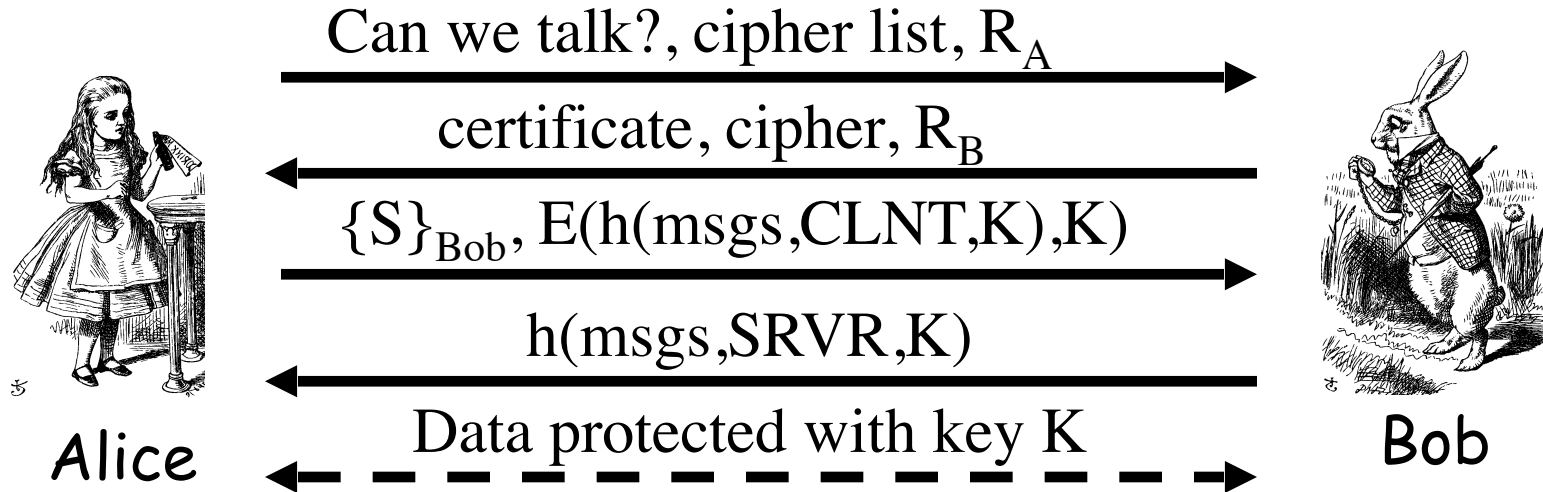 Can we talk?, cipher list, R_A
certificate, cipher, R_B
{S}_Bob, E(h(msgs,CLNT,K),K)
h(msgs,SRVR,K)
Data protected with key K
Alice
Bob